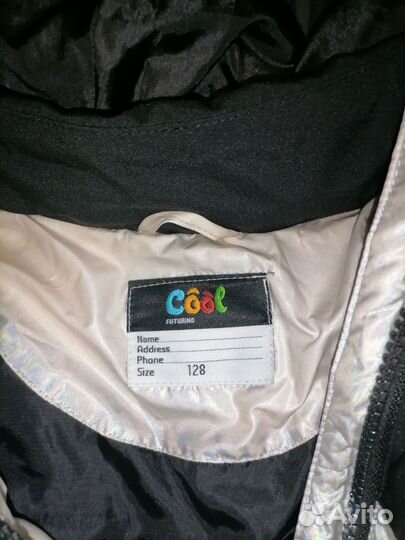 Cool
FUTURINO
Name
Address
Phone
Size 128
Avito